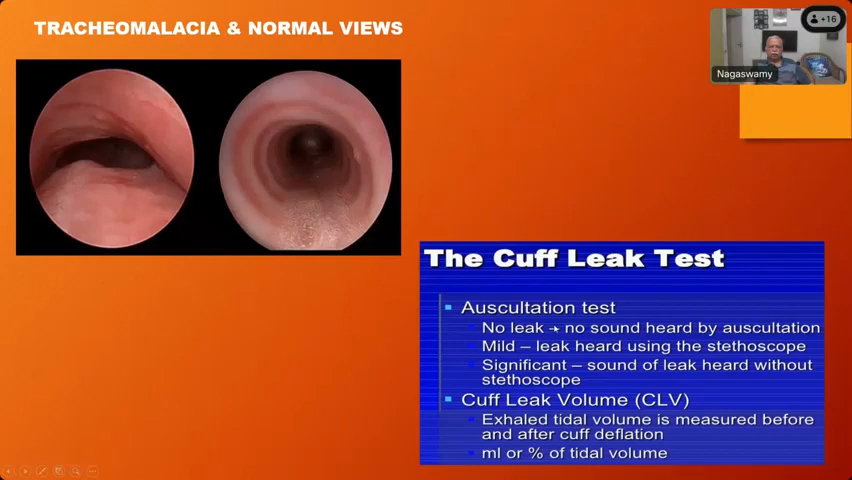 TRACHEOMALACIA & NORMAL VIEWS
+16
Nagaswamy
The Cuff Leak Test
Auscultation test
No leak – no sound heard by auscultation
Mild – leak heard using the stethoscope
Significant – sound of leak heard without
stethoscope
Cuff Leak Volume (CLV)
Exhaled tidal volume is measured before
and after cuff deflation
ml or % of tidal volume